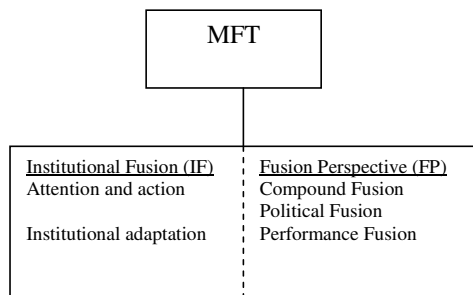 MFT
Institutional Fusion (IF)
Attention and action
Institutional adaptation
Fusion Perspective (FP)
Compound Fusion
Political Fusion
Performance Fusion